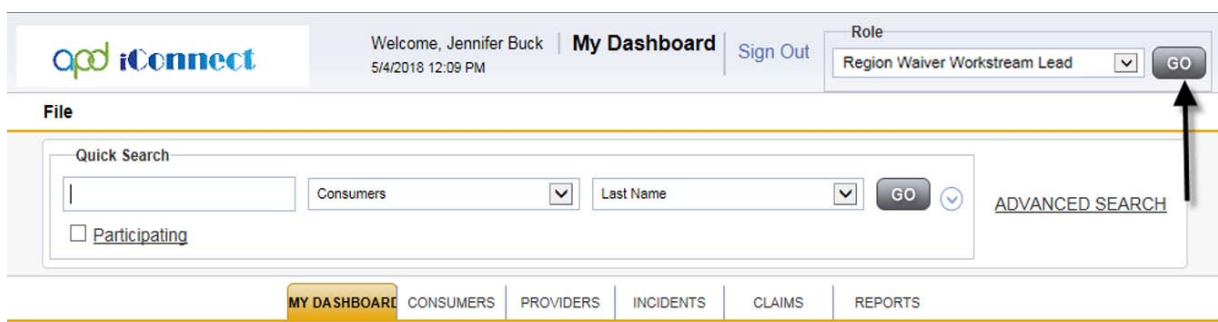 apd iConnect
Welcome, Jennifer Buck
My Dashboard
Sign Out
5/4/2018 12:09 PM
Role
Region Waiver Workstream Lead
GO
File
Quick Search
Consumers
Last Name
GO
ADVANCED SEARCH
Participating
MY DASHBOARD
CONSUMERS
PROVIDERS
INCIDENTS
CLAIMS
REPORTS